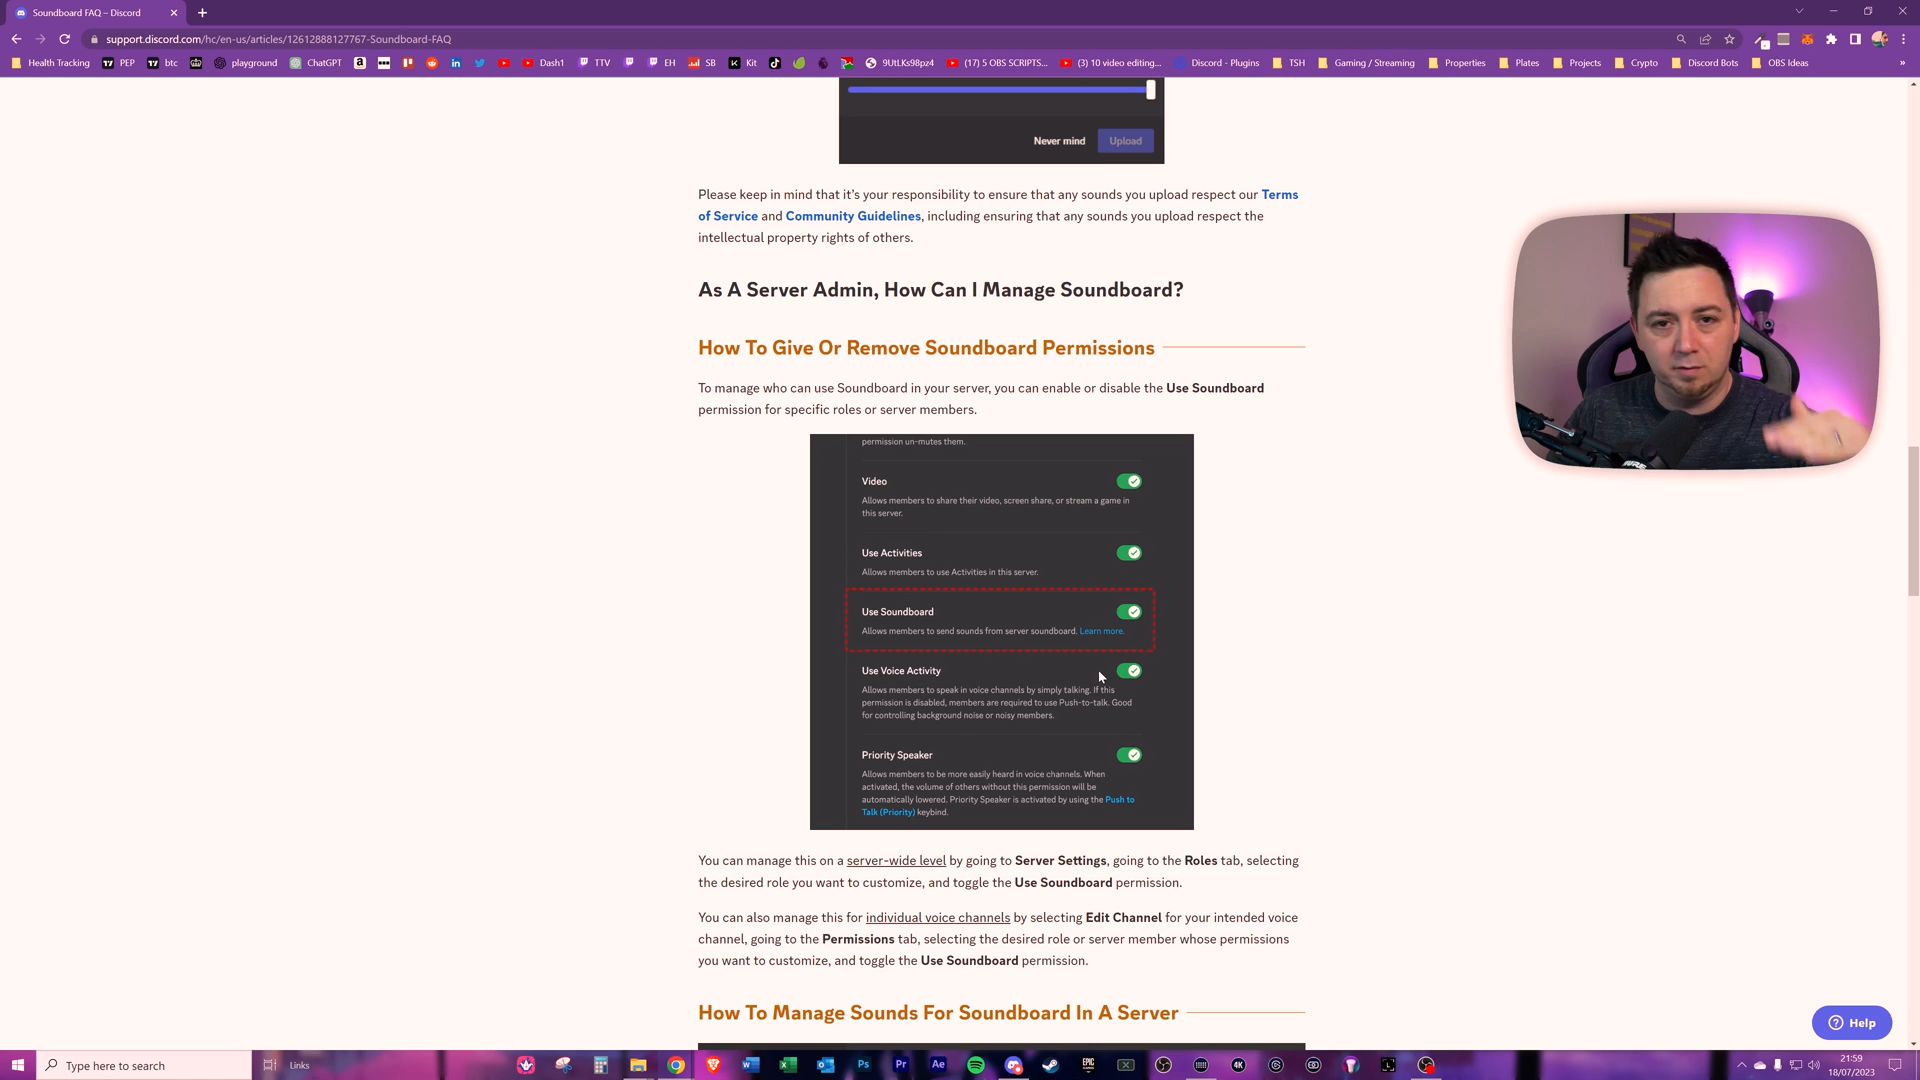 Soundboard FAQ – Discord
support.discord.com/hc/en-us/articles/12612888127767-Soundboard-FAQ
Health Tracking PEP btc playground ChatGPT Dash1 TTV EH SB Kit 9UtLKs98pz4 (17) 5 OBS SCRIPTS... (3) 10 video editing... Discord - Plugins TSH Gaming / Streaming Properties Plates Projects Crypto Discord Bots OBS Ideas »
Never mind Upload
Please keep in mind that it's your responsibility to ensure that any sounds you upload respect our Terms
of Service and Community Guidelines, including ensuring that any sounds you upload respect the
intellectual property rights of others.
As A Server Admin, How Can I Manage Soundboard?
How To Give Or Remove Soundboard Permissions
To manage who can use Soundboard in your server, you can enable or disable the Use Soundboard
permission for specific roles or server members.
permission un-mutes them.
Video
Allows members to share their video, screen share, or stream a game in
this server.
Use Activities
Allows members to use Activities in this server.
Use Soundboard
Allows members to send sounds from server soundboard. Learn more.
Use Voice Activity
Allows members to speak in voice channels by simply talking. If this
permission is disabled, members are required to use Push-to-talk. Good
for controlling background noise or noisy members.
Priority Speaker
Allows members to be more easily heard in voice channels. When
activated, the volume of others without this permission will be
automatically lowered. Priority Speaker is activated by using the Push to
Talk (Priority) keybind.
You can manage this on a server-wide level by going to Server Settings, going to the Roles tab, selecting
the desired role you want to customize, and toggle the Use Soundboard permission.
You can also manage this for individual voice channels by selecting Edit Channel for your intended voice
channel, going to the Permissions tab, selecting the desired role or server member whose permissions
you want to customize, and toggle the Use Soundboard permission.
How To Manage Sounds For Soundboard In A Server
Help
Type here to search
Links
21:59
18/07/2023